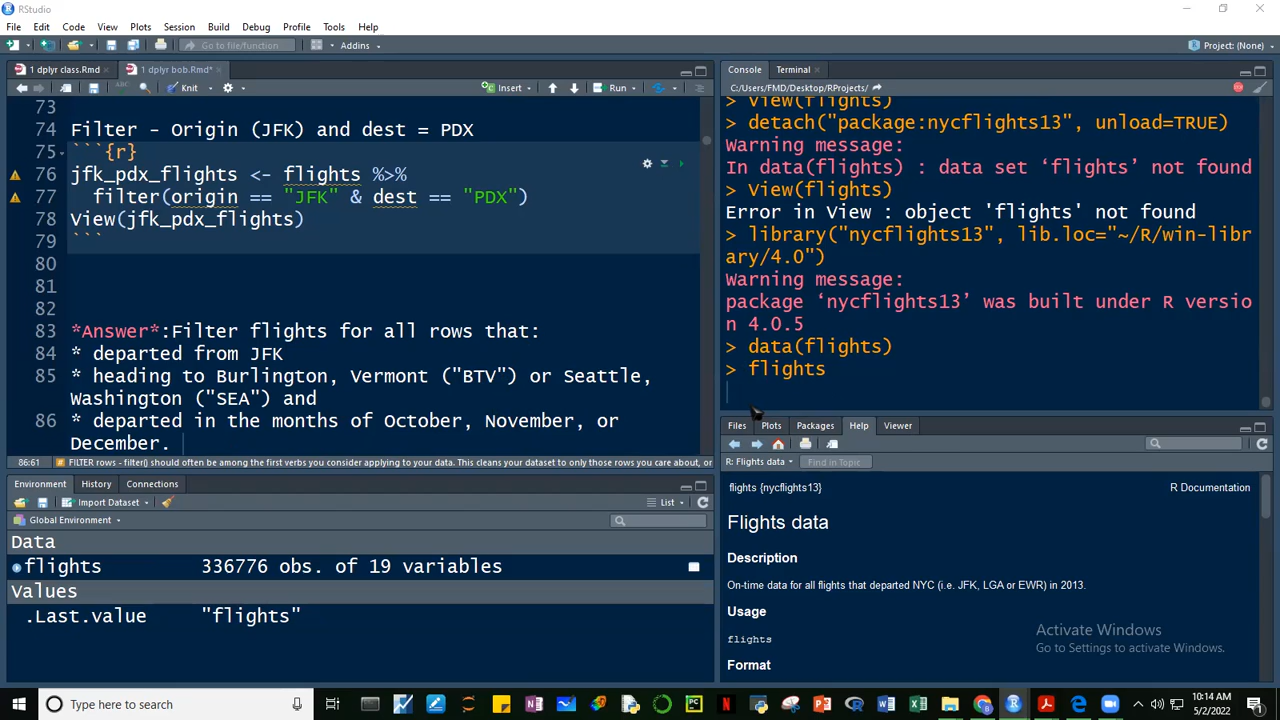 RStudio
File Edit Code View Plots Session Build Debug Profile Tools Help
Go to file/function
Addins
Project: (None)
1 dplyr class.Rmd
1 dplyr bob.Rmd*
Knit
Insert
Run
73
74 Filter - Origin (JFK) and dest = PDX
75 ```{r}
76 jfk_pdx_flights <- flights %>%
77 filter(origin == "JFK" & dest == "PDX")
78 View(jfk_pdx_flights)
79 ```
80
81
82
83 *Answer*:Filter flights for all rows that:
84 * departed from JFK
85 * heading to Burlington, Vermont ("BTV") or Seattle,
Washington ("SEA") and
86 * departed in the months of October, November, or
December.
86:61 FILTER rows - filter() should often be among the first verbs you consider applying to your data. This cleans your dataset to only those rows you care about, or
Environment History Connections
Import Dataset
List
Global Environment
Data
flights 336776 obs. of 19 variables
Values
.Last.value "flights"
Console Terminal
C:/Users/FMD/Desktop/RProjects/
> View(flights)
> detach("package:nycflights13", unload=TRUE)
Warning message:
In data(flights) : data set ‘flights’ not found
> View(flights)
Error in View : object 'flights' not found
> library("nycflights13", lib.loc="~/R/win-libr
ary/4.0")
Warning message:
package ‘nycflights13’ was built under R versio
n 4.0.5
> data(flights)
> flights
Files Plots Packages Help Viewer
R: Flights data
Find in Topic
flights {nycflights13} R Documentation
Flights data
Description
On-time data for all flights that departed NYC (i.e. JFK, LGA or EWR) in 2013.
Usage
flights
Format
Activate Windows
Go to Settings to activate Windows.
Type here to search
10:14 AM
5/2/2022